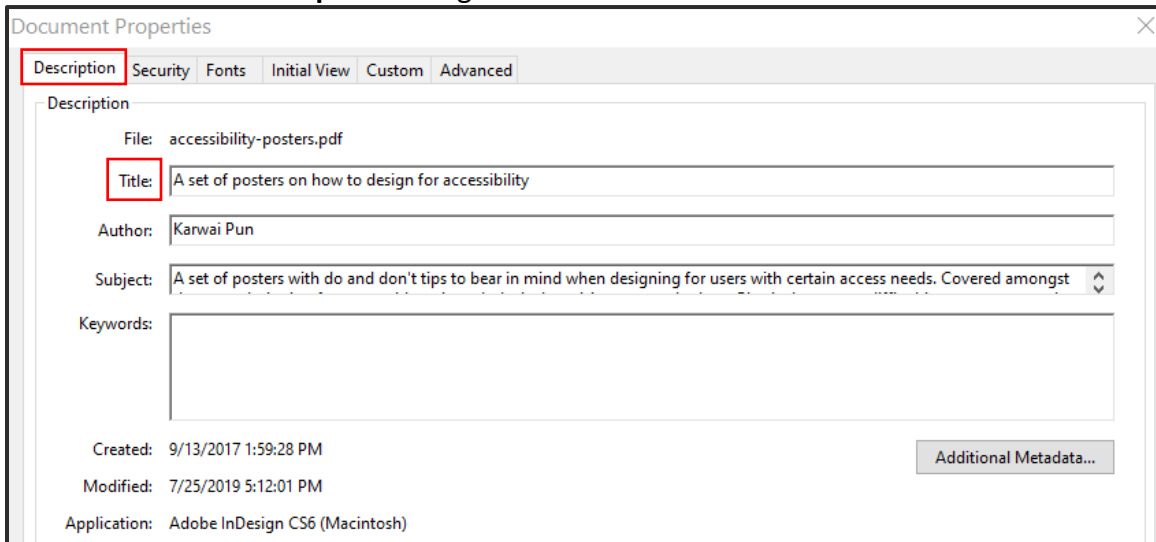 Document Properties
Description Security Fonts Initial View Custom Advanced
Description
File: accessibility-posters.pdf
Title: A set of posters on how to design for accessibility
Author: Karwai Pun
Subject: A set of posters with do and don't tips to bear in mind when designing for users with certain access needs. Covered amongst
Keywords:
Created: 9/13/2017 1:59:28 PM
Additional Metadata...
Modified: 7/25/2019 5:12:01 PM
Application: Adobe InDesign CS6 (Macintosh)